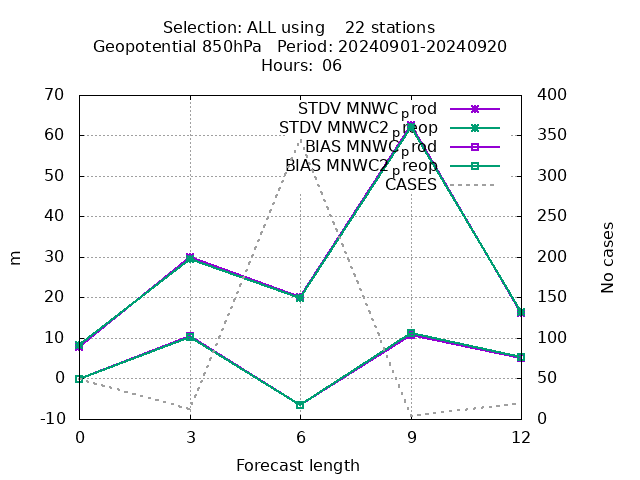 Selection: ALL using    22 stations
Geopotential 850hPa   Period: 20240901-20240920
Hours: 06
70
60
50
40
30
20
10
0
-10
400
350
300
250
200
150
100
50
0
m
No cases
STDV MNWC_prod
STDV MNWC2_preop
BIAS MNWC_prod
BIAS MNWC2_preop
CASES
0 3 6 9 12
Forecast length